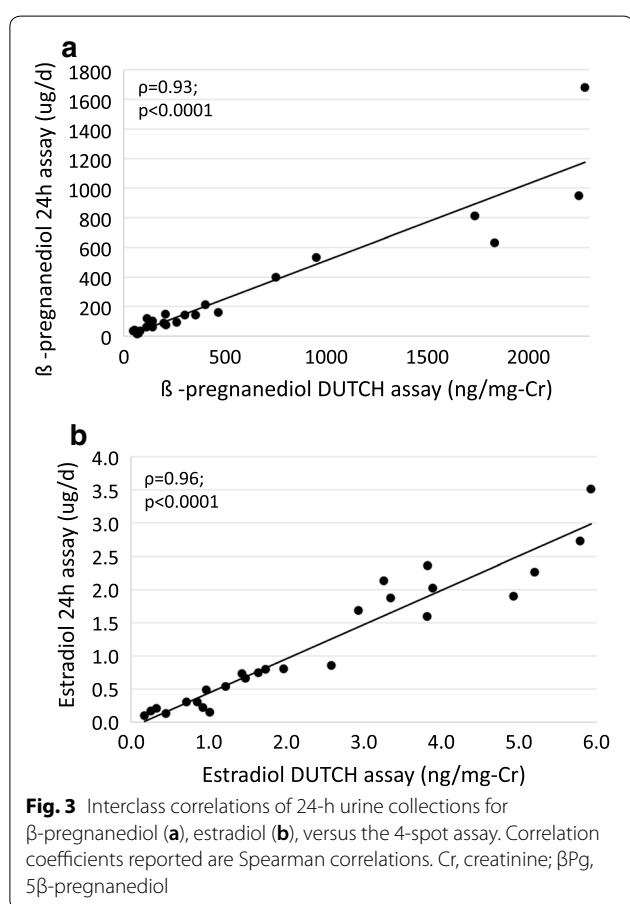 a
ρ=0.93;
p<0.0001
1800
1600
1400
1200
1000
800
600
400
200
0
ß -pregnanediol 24h assay (ug/d)
0 500 1000 1500 2000
ß -pregnanediol DUTCH assay (ng/mg-Cr)
b
ρ=0.96;
p<0.0001
4.0
3.5
3.0
2.5
2.0
1.5
1.0
0.5
0.0
Estradiol 24h assay (ug/d)
0.0 1.0 2.0 3.0 4.0 5.0 6.0
Estradiol DUTCH assay (ng/mg-Cr)
Fig. 3 Interclass correlations of 24-h urine collections for
β-pregnanediol (a), estradiol (b), versus the 4-spot assay. Correlation
coefficients reported are Spearman correlations. Cr, creatinine; βPg,
5β-pregnanediol